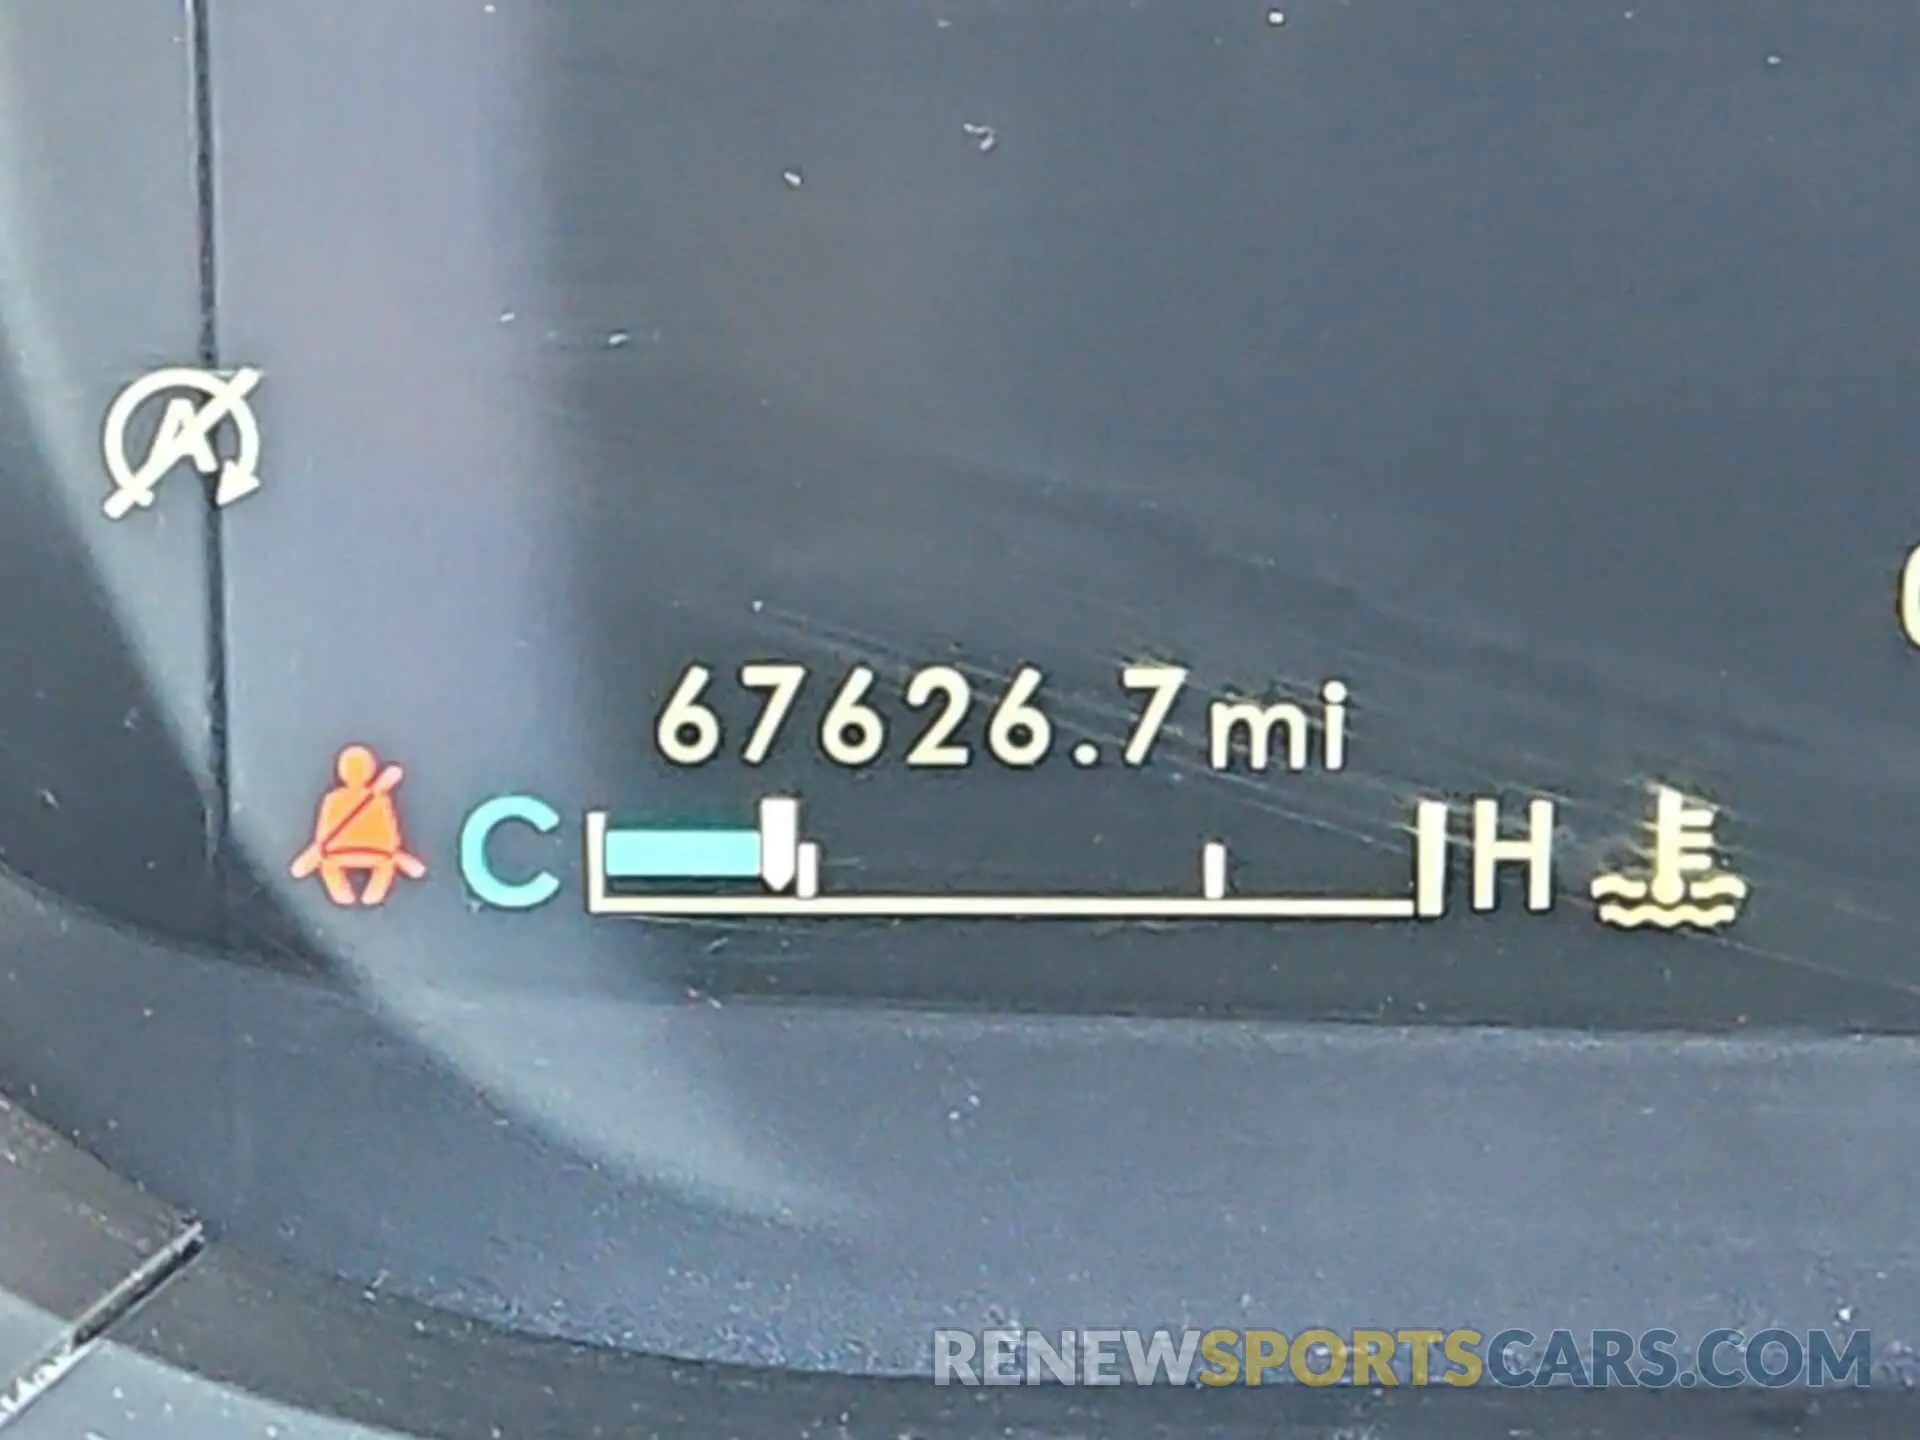 A
67626.7 mi
C H
RENEWSPORTSCARS.COM